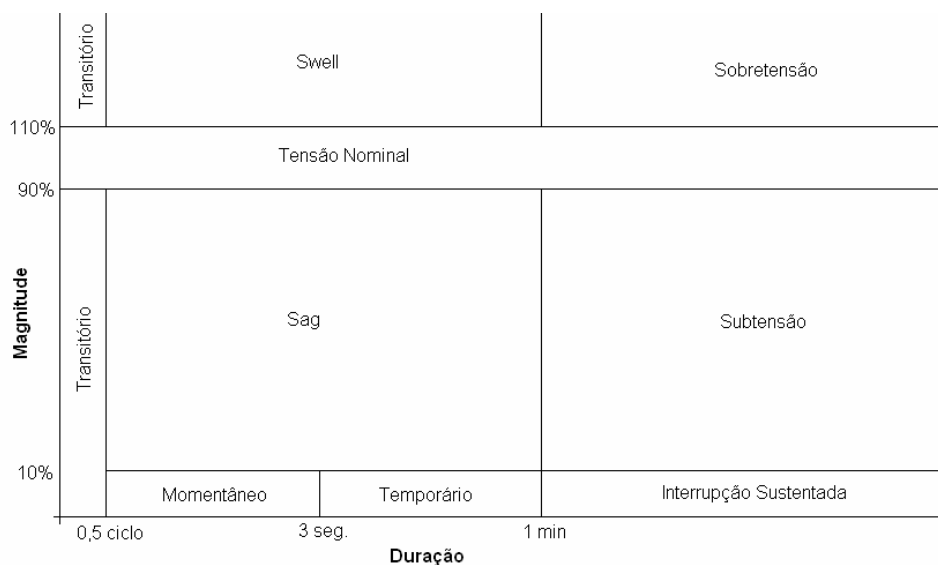 Transitório
Swell
Sobretensão
110%
Tensão Nominal
90%
Magnitude
Transitório
Sag
Subtensão
10%
Momentâneo
Temporário
Interrupção Sustentada
0,5 ciclo
3 seg.
1 min
Duração